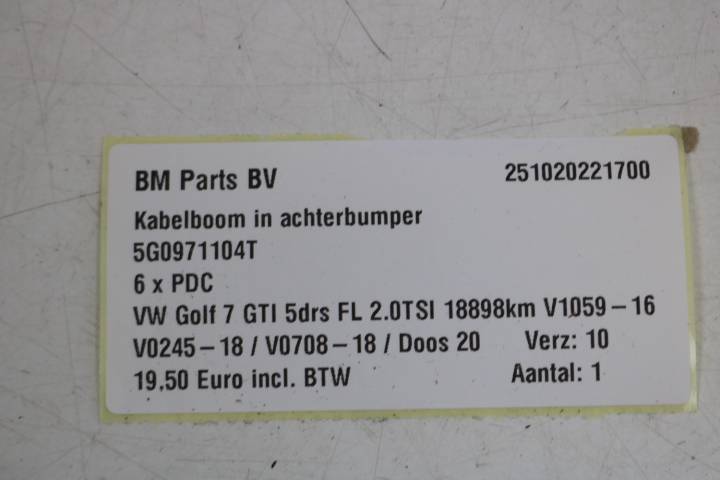 BM Parts BV 251020221700
Kabelboom in achterbumper
5G0971104T
6 x PDC
VW Golf 7 GTI 5drs FL 2.0TSI 18898km V1059-16
V0245-18 / V0708-18 / Doos 20 Verz: 10
19,50 Euro incl. BTW Aantal: 1